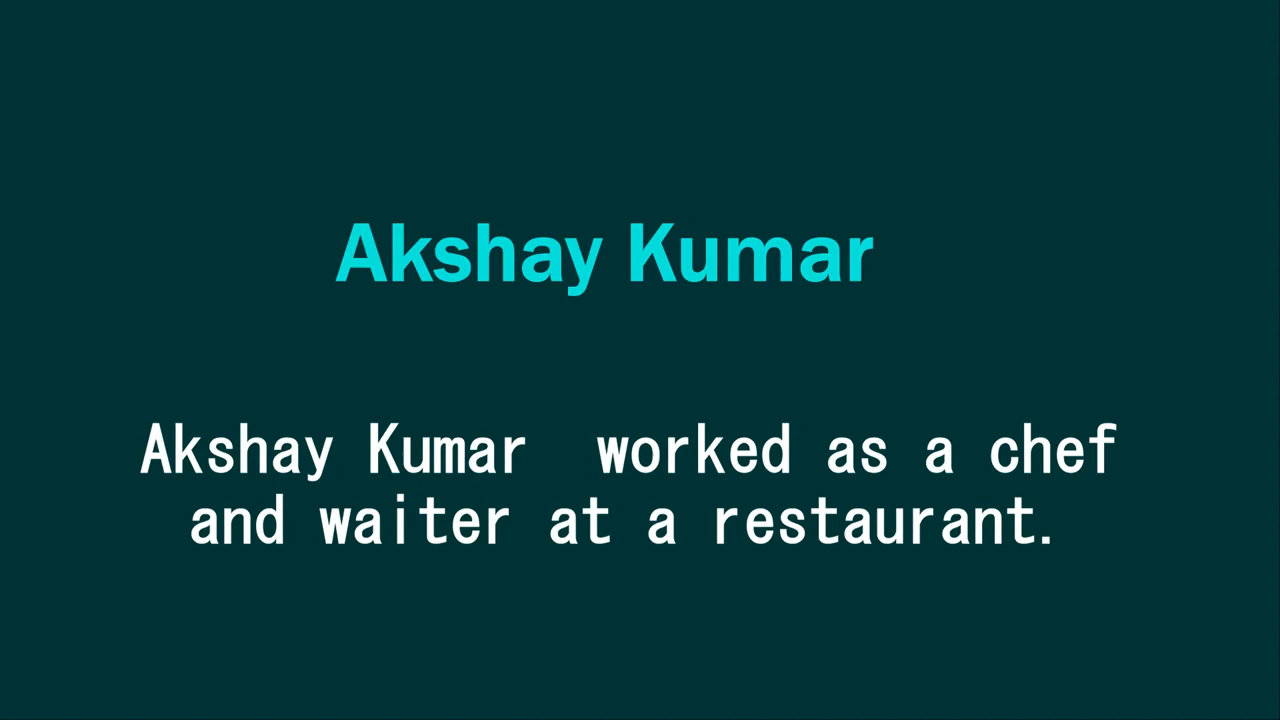 Akshay Kumar
Akshay Kumar  worked as a chef
and waiter at a restaurant.